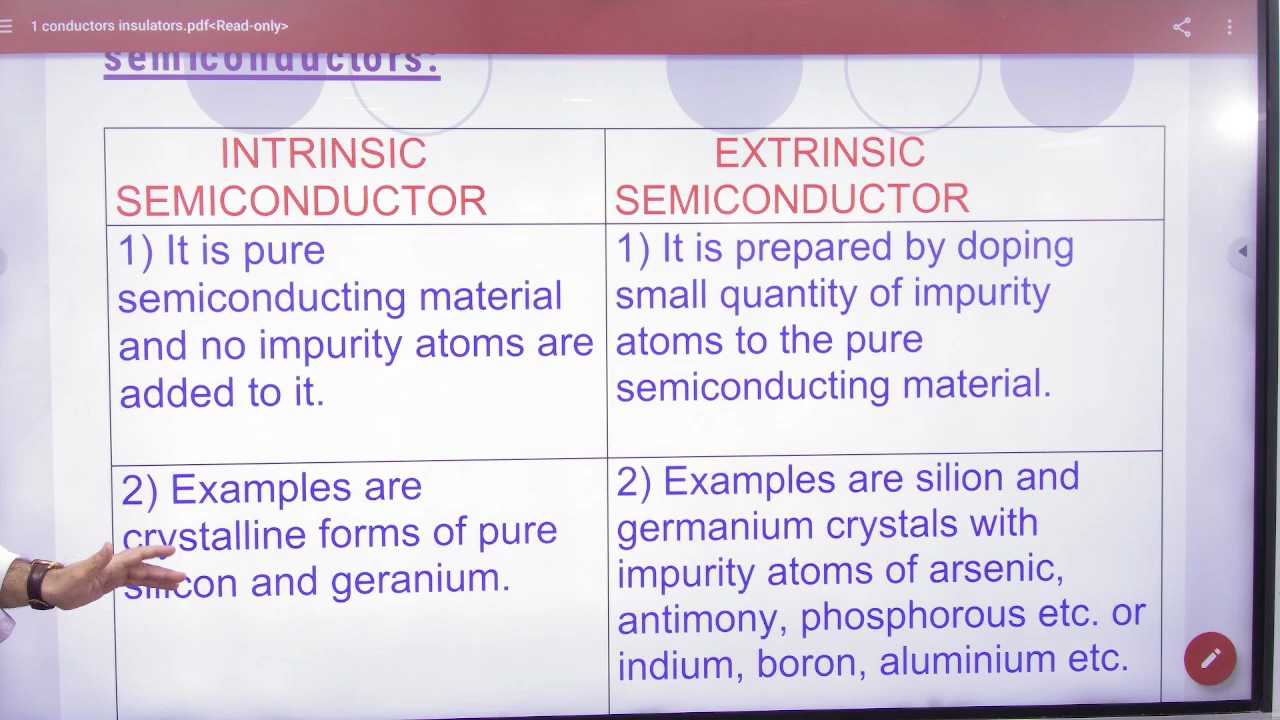 1 conductors insulators.pdf<Read-only>
semiconductors:
INTRINSIC
SEMICONDUCTOR
1) It is pure
semiconducting material
and no impurity atoms are
added to it.
2) Examples are
crystalline forms of pure
silicon and geranium.
EXTRINSIC
SEMICONDUCTOR
1) It is prepared by doping
small quantity of impurity
atoms to the pure
semiconducting material.
2) Examples are silion and
germanium crystals with
impurity atoms of arsenic,
antimony, phosphorous etc. or
indium, boron, aluminium etc.